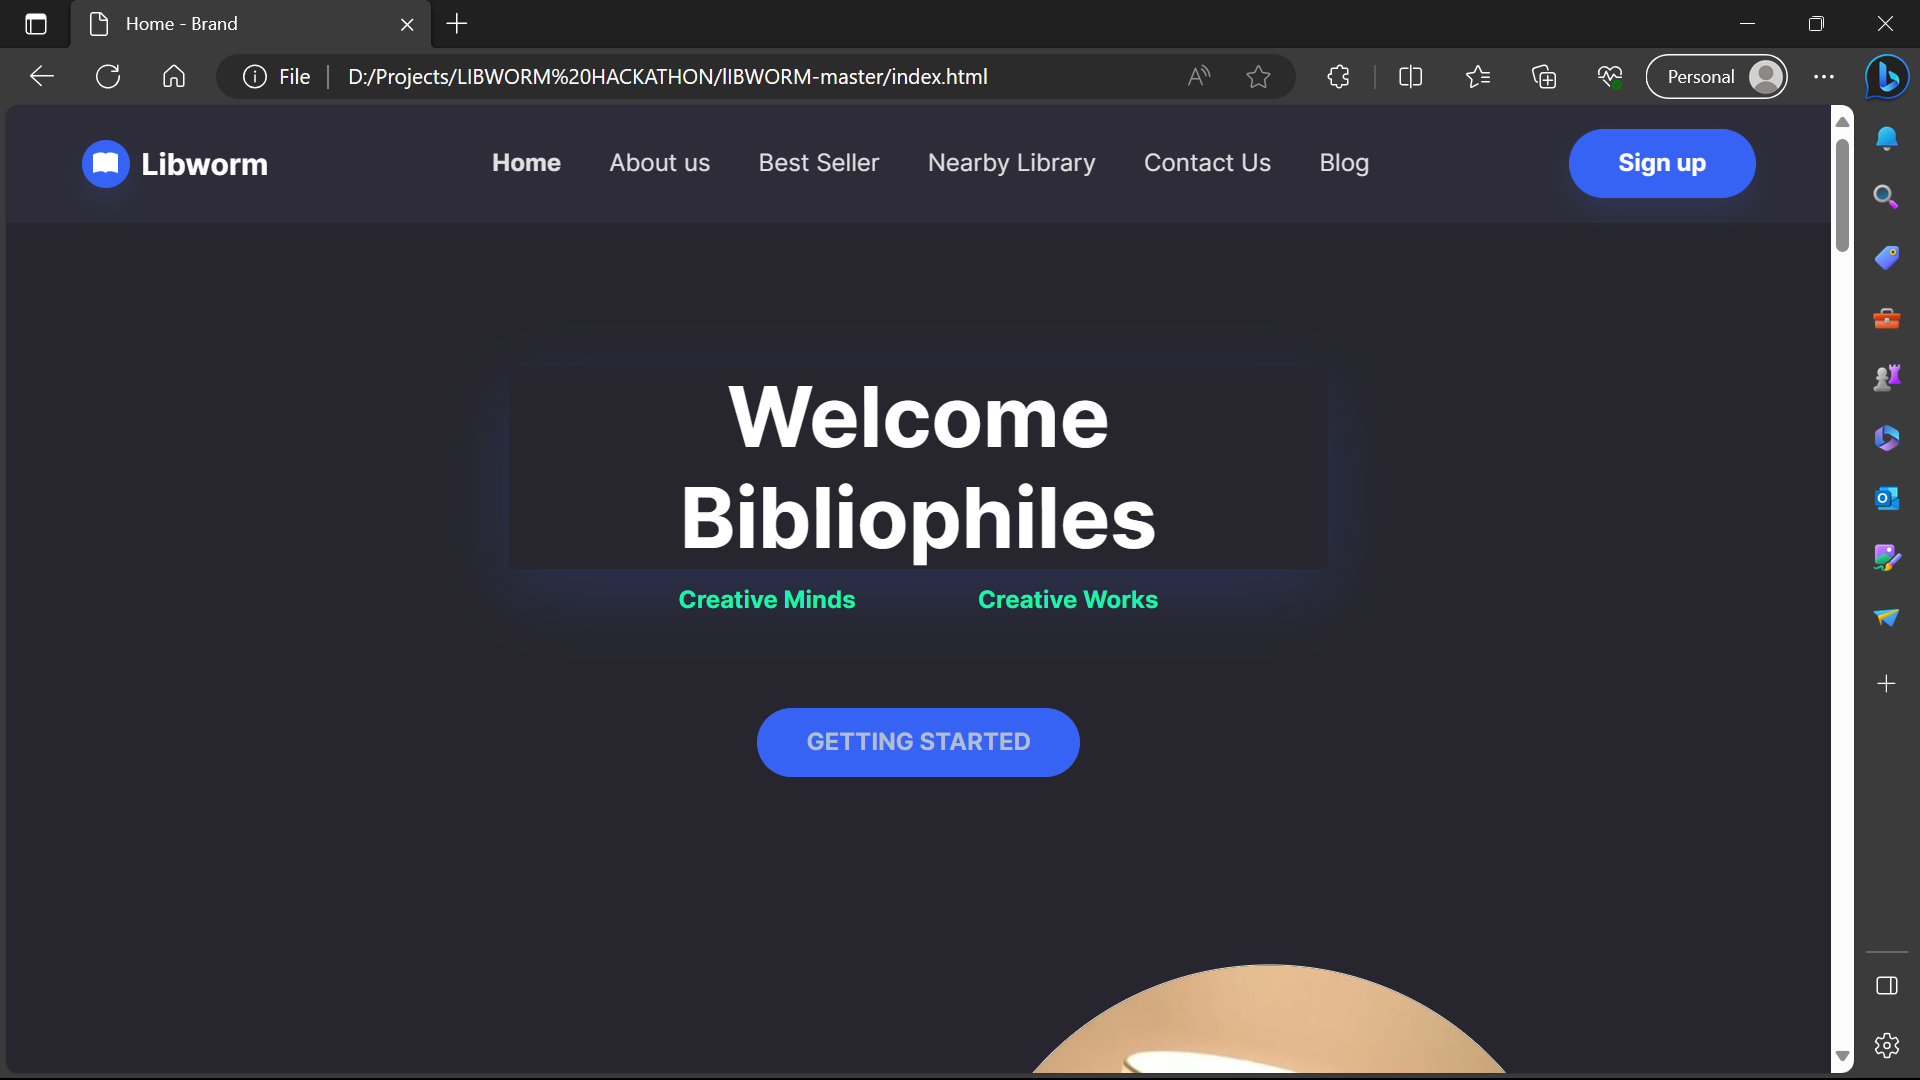 Home - Brand
File D:/Projects/LIBWORM%20HACKATHON/lIBWORM-master/index.html
Personal
Libworm
Home About us Best Seller Nearby Library Contact Us Blog
Sign up
Welcome
Bibliophiles
Creative Minds Creative Works
GETTING STARTED